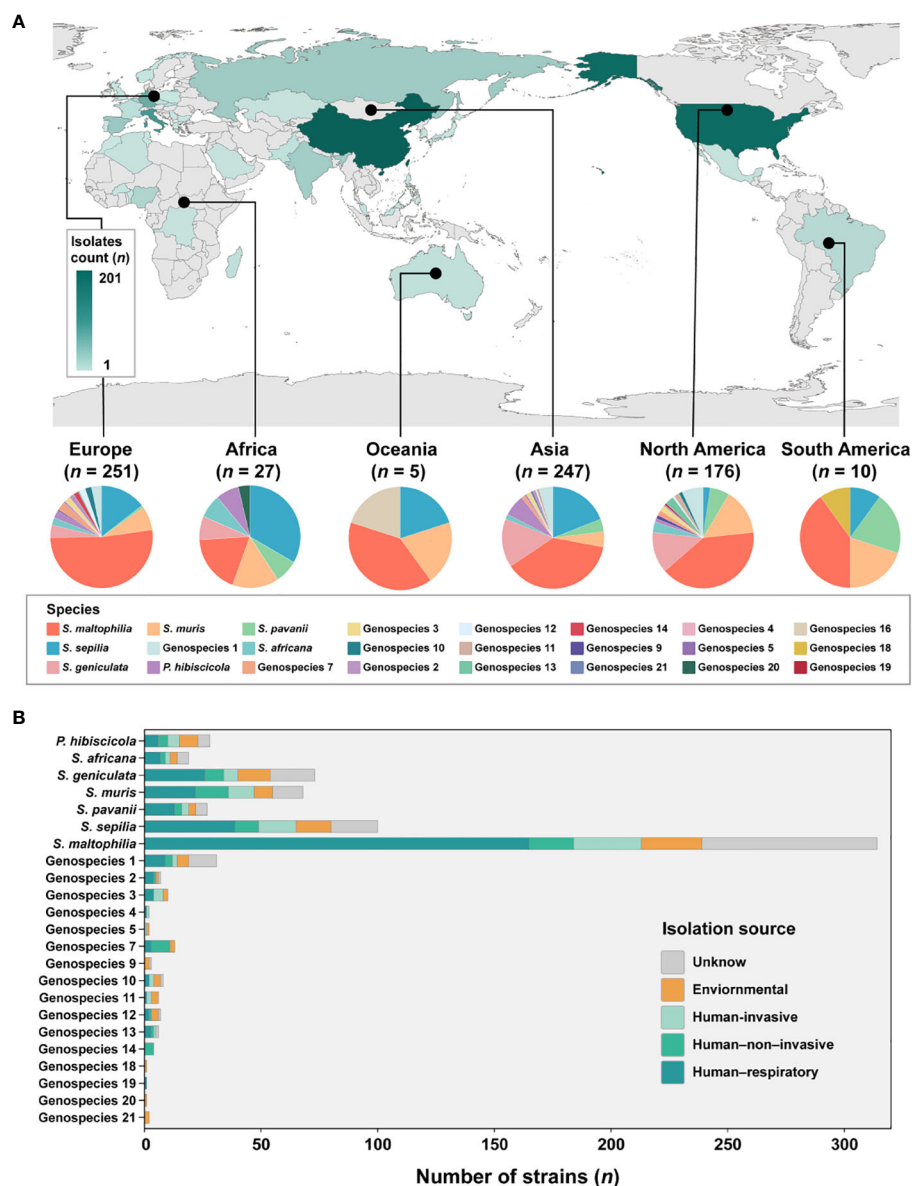 A
Isolates
count (n)
201
1
Europe Africa Oceania Asia North America South America
(n = 251) (n = 27) (n = 5) (n = 247) (n = 176) (n = 10)
Species
S. maltophilia S. muris S. pavanii Genospecies 3 Genospecies 12 Genospecies 14 Genospecies 4 Genospecies 16
S. sepilia Genospecies 1 S. africana Genospecies 10 Genospecies 11 Genospecies 9 Genospecies 5 Genospecies 18
S. geniculata P. hibiscicola Genospecies 7 Genospecies 2 Genospecies 13 Genospecies 21 Genospecies 20 Genospecies 19
B
P. hibiscicola
S. africana
S. geniculata
S. muris
S. pavanii
S. sepilia
S. maltophilia
Genospecies 1
Genospecies 2
Genospecies 3
Genospecies 4
Genospecies 5
Genospecies 7
Genospecies 9
Genospecies 10
Genospecies 11
Genospecies 12
Genospecies 13
Genospecies 14
Genospecies 18
Genospecies 19
Genospecies 20
Genospecies 21
Isolation source
Unknow
Enviornmental
Human-invasive
Human–non–invasive
Human–respiratory
0 50 100 150 200 250 300
Number of strains (n)